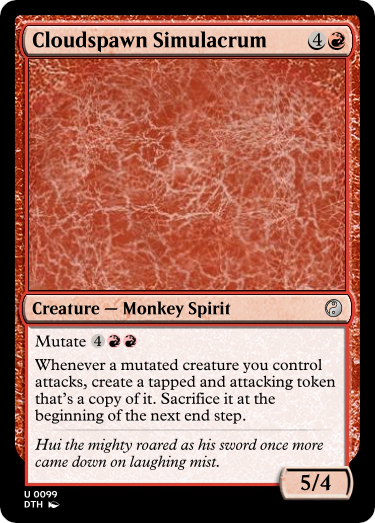 Cloudspawn Simulacrum 4
Creature — Monkey Spirit
Mutate 4
Whenever a mutated creature you control
attacks, create a tapped and attacking token
that's a copy of it. Sacrifice it at the
beginning of the next end step.
Hui the mighty roared as his sword once more
came down on laughing mist.
5/4
U 0099
DTH